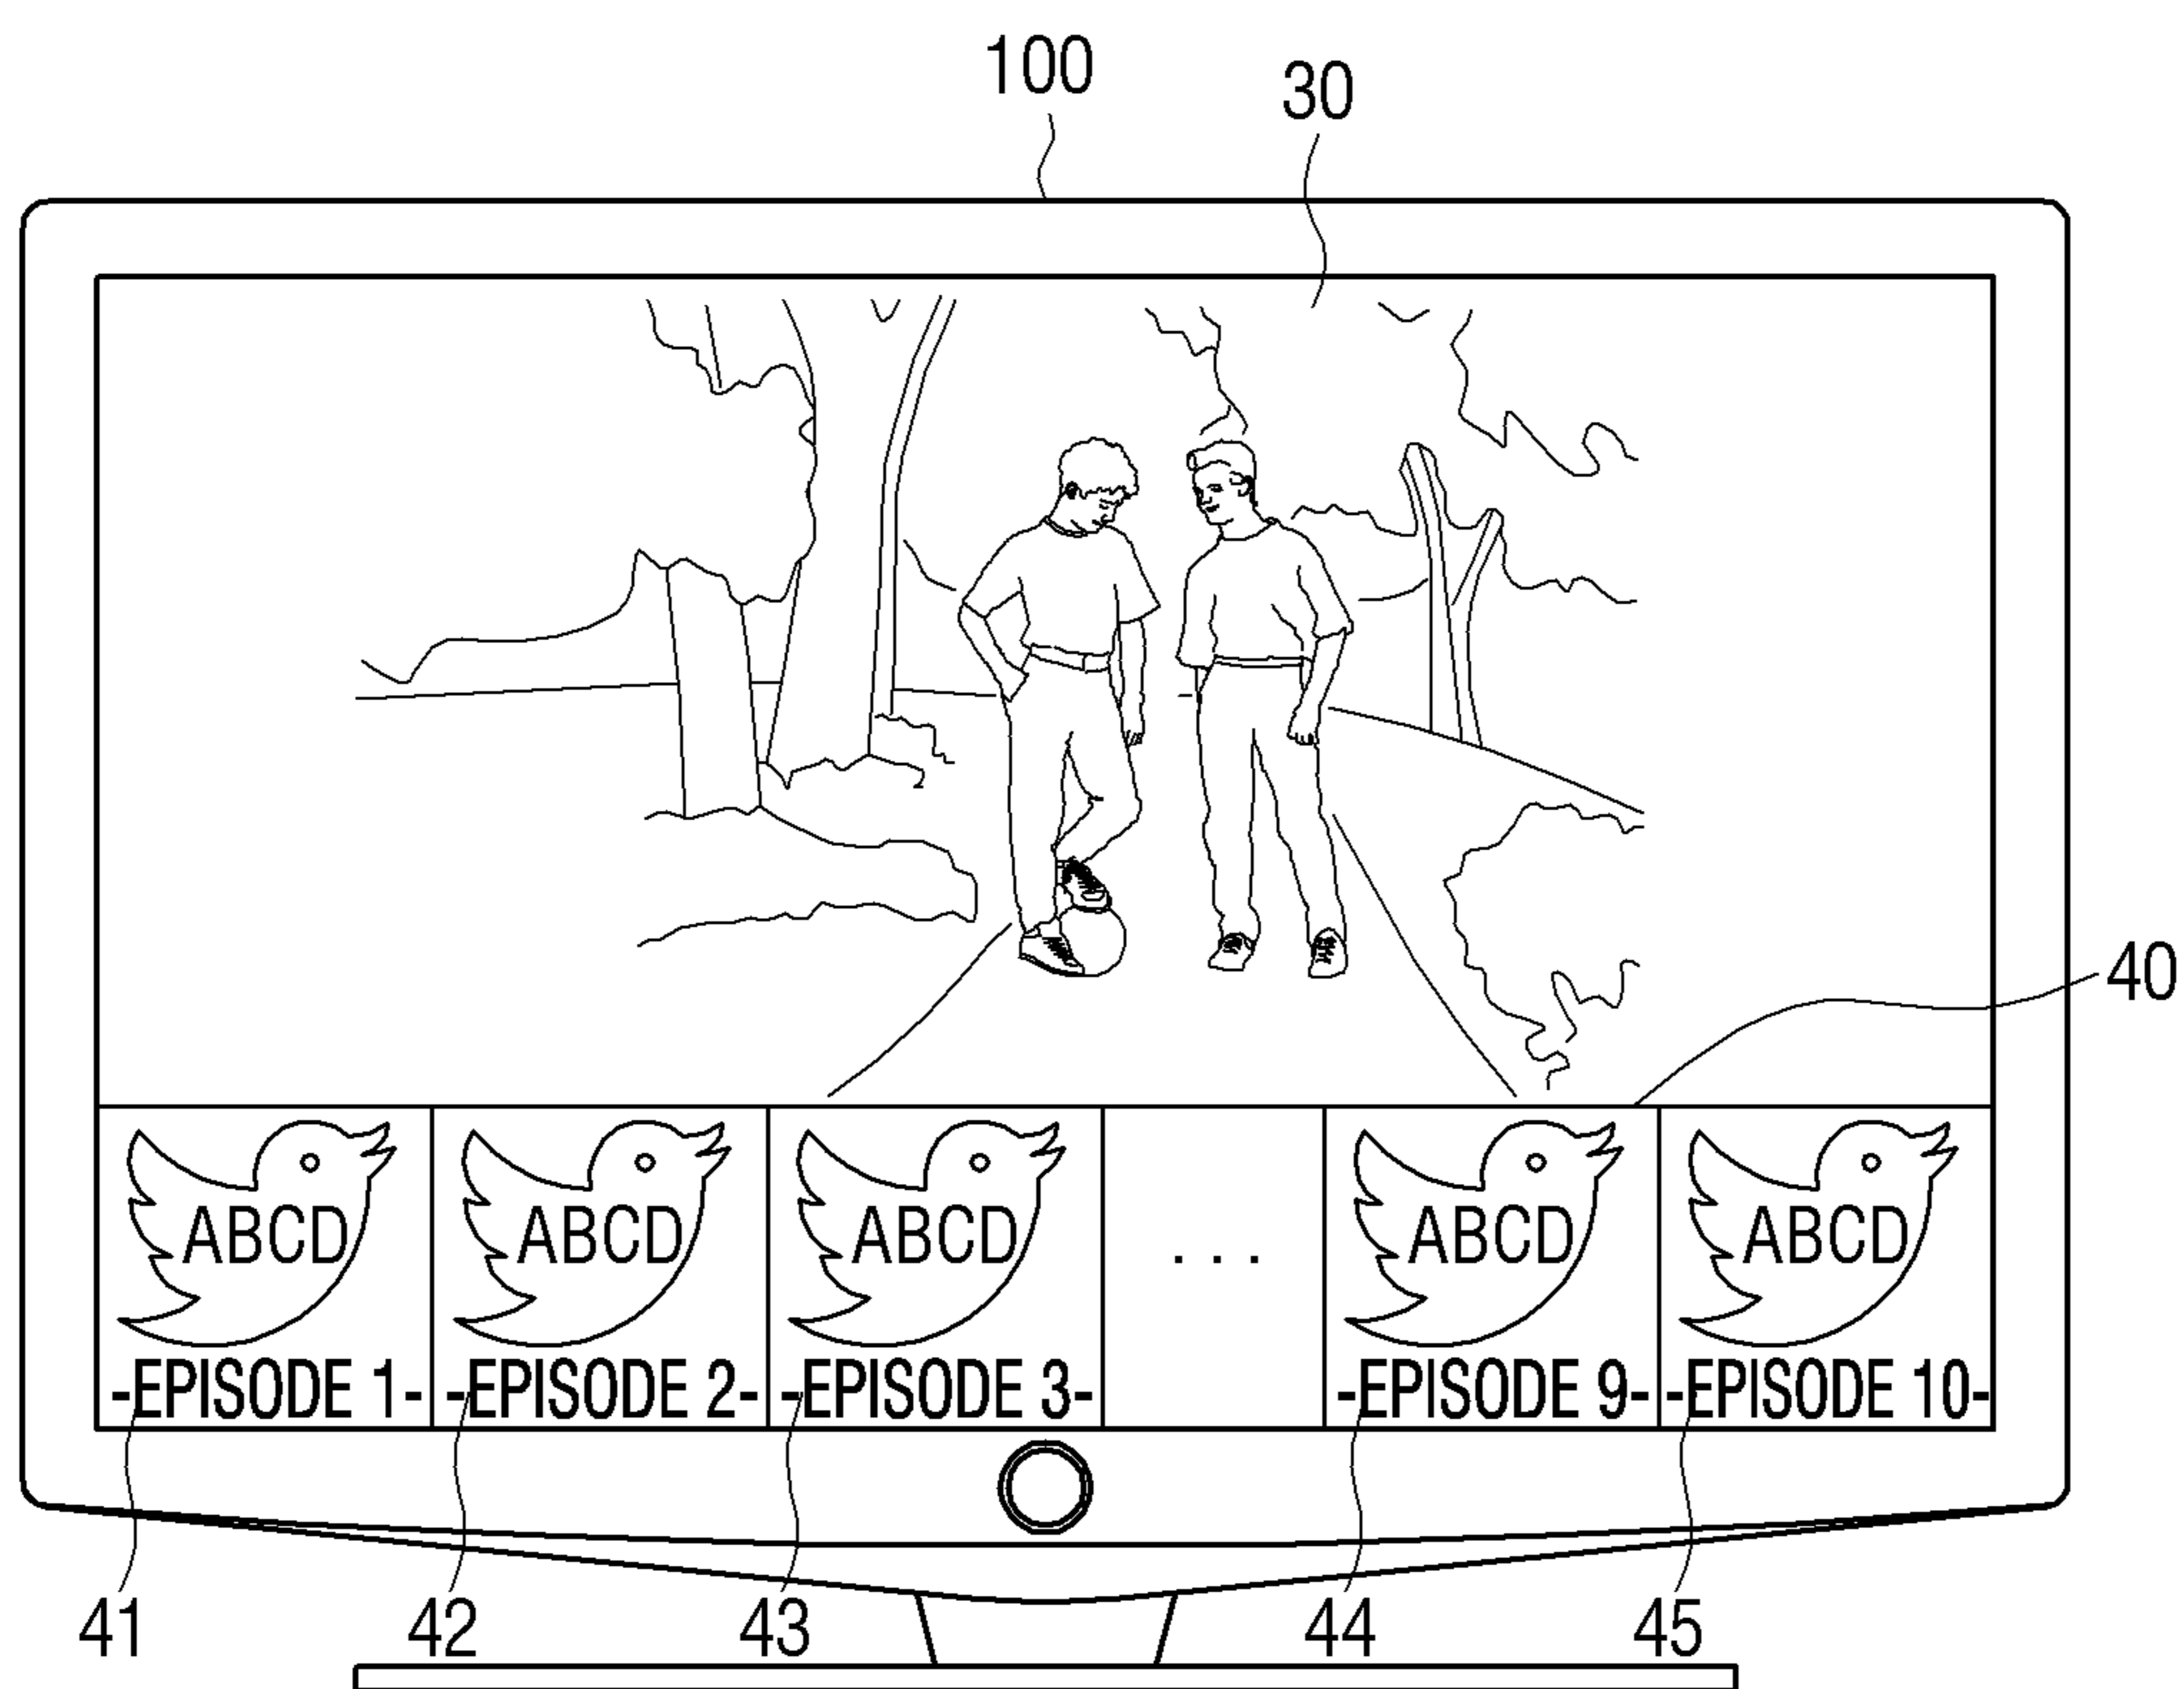 100
30
40
ABCD ABCD ABCD ... ABCD ABCD
-EPISODE 1- -EPISODE 2- -EPISODE 3- -EPISODE 9- -EPISODE 10-
41 42 43 44 45